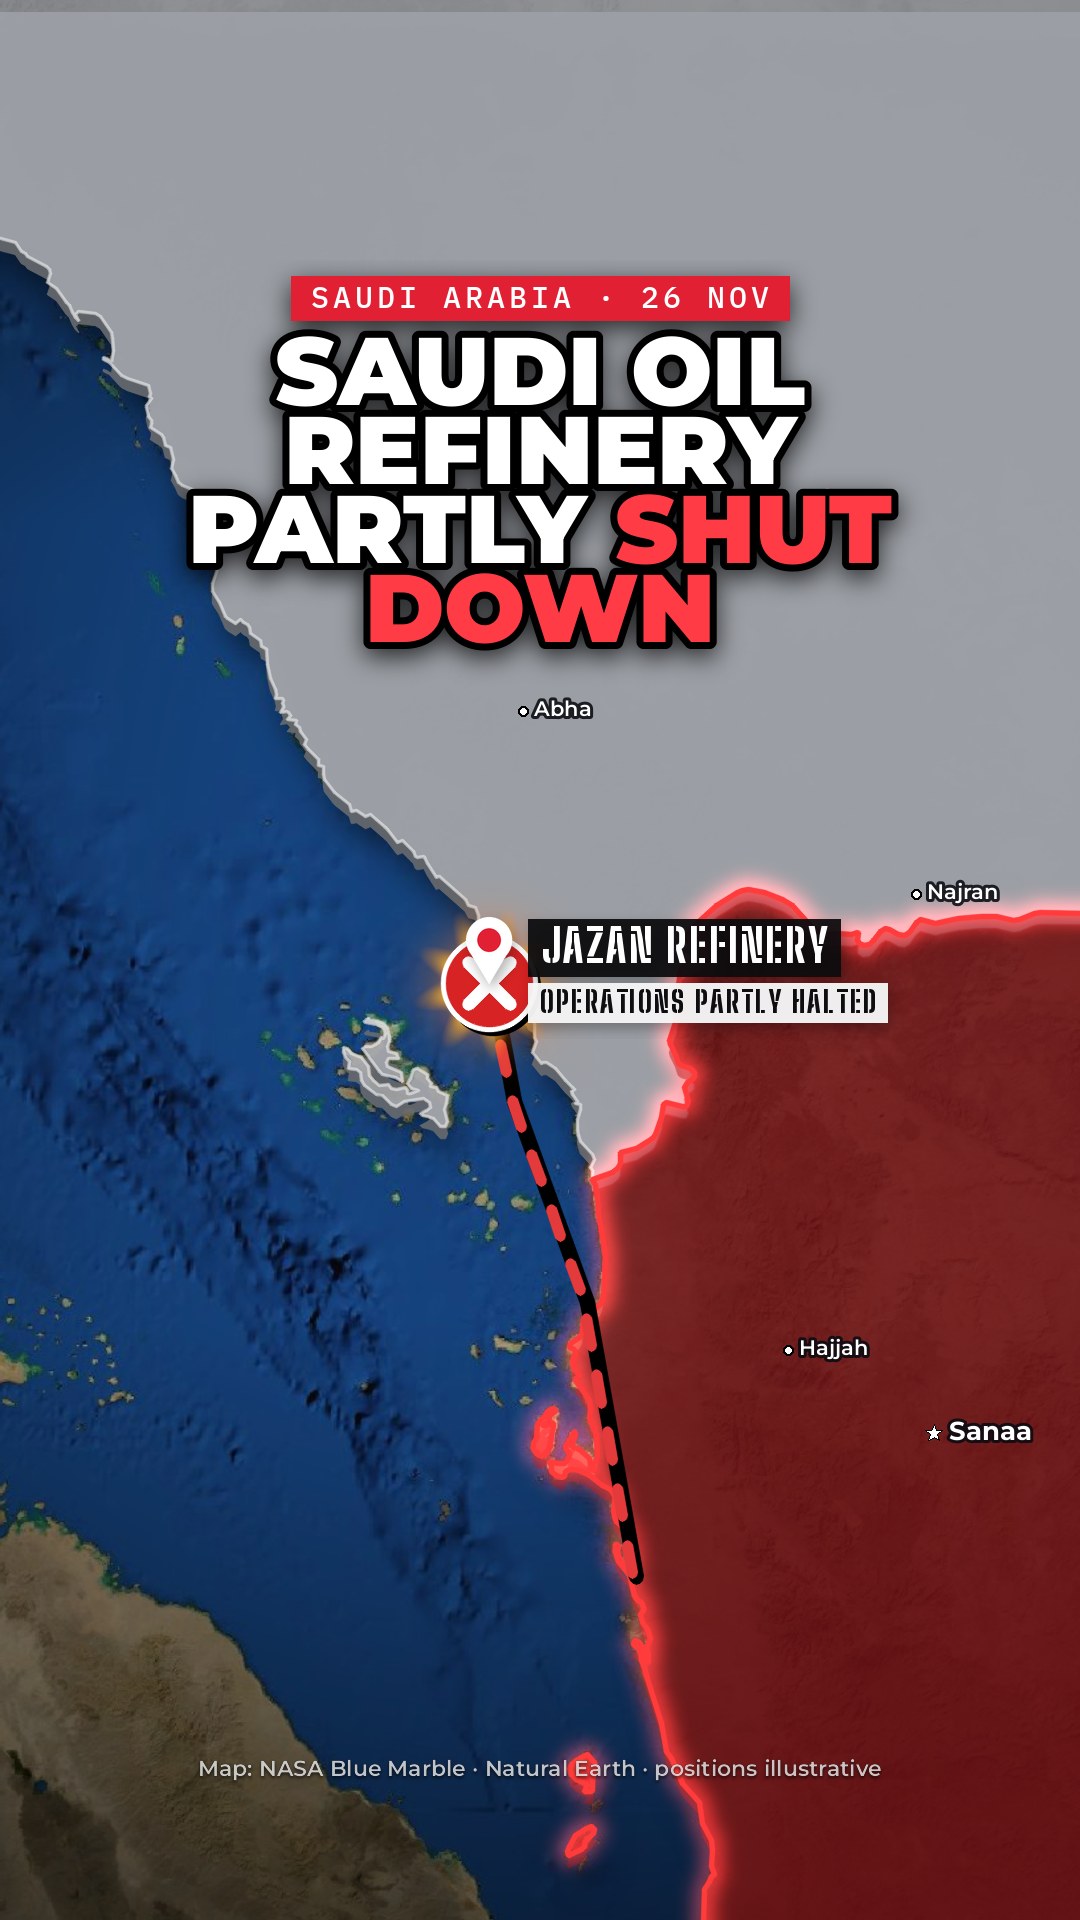 SAUDI ARABIA · 26 NOV
SAUDI OIL
REFINERY
PARTLY SHUT
DOWN
Abha
Najran
JAZAN REFINERY
OPERATIONS PARTLY HALTED
Hajjah
Sanaa
Map: NASA Blue Marble · Natural Earth · positions illustrative